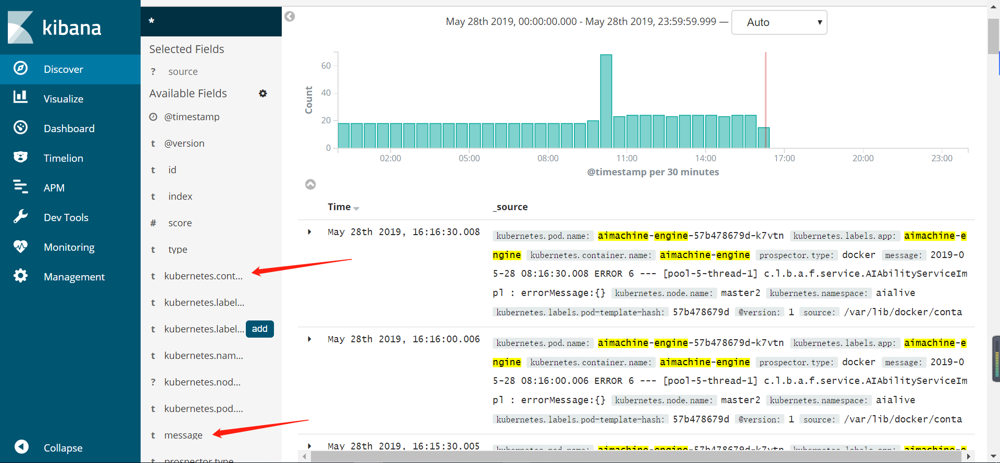 kibana
Discover
Visualize
Dashboard
Timelion
APM
Dev Tools
Monitoring
Management
Collapse
*
Selected Fields
? source
Available Fields
@timestamp
t @version
t id
t index
# score
t type
t kubernetes.cont...
t kubernetes.label...
t kubernetes.label... add
t kubernetes.nam...
? kubernetes.nod...
t kubernetes.pod....
t message
t prospector.type
May 28th 2019, 00:00:00.000 - May 28th 2019, 23:59:59.999 — Auto
Count
60
40
20
0
02:00 05:00 08:00 11:00 14:00 17:00 20:00 23:00
@timestamp per 30 minutes
Time _source
May 28th 2019, 16:16:30.008
kubernetes.pod.name: aimachine-engine-57b478679d-k7vtn kubernetes.labels.app: aimachine-e
ngine kubernetes.container.name: aimachine-engine prospector.type: docker message: 2019-0
5-28 08:16:30.008 ERROR 6 --- [pool-5-thread-1] c.l.b.a.f.service.AIAbilityServiceIm
pl : errorMessage:{} kubernetes.node.name: master2 kubernetes.namespace: aialive
kubernetes.labels.pod-template-hash: 57b478679d @version: 1 source: /var/lib/docker/conta
May 28th 2019, 16:16:00.006
kubernetes.pod.name: aimachine-engine-57b478679d-k7vtn kubernetes.labels.app: aimachine-e
ngine kubernetes.container.name: aimachine-engine prospector.type: docker message: 2019-0
5-28 08:16:00.006 ERROR 6 --- [pool-5-thread-1] c.l.b.a.f.service.AIAbilityServiceIm
pl : errorMessage:{} kubernetes.node.name: master2 kubernetes.namespace: aialive
kubernetes.labels.pod-template-hash: 57b478679d @version: 1 source: /var/lib/docker/conta
May 28th 2019, 16:15:30.005
kubernetes.pod.name: aimachine-engine-57b478679d-k7vtn kubernetes.labels.app: aimachine-e